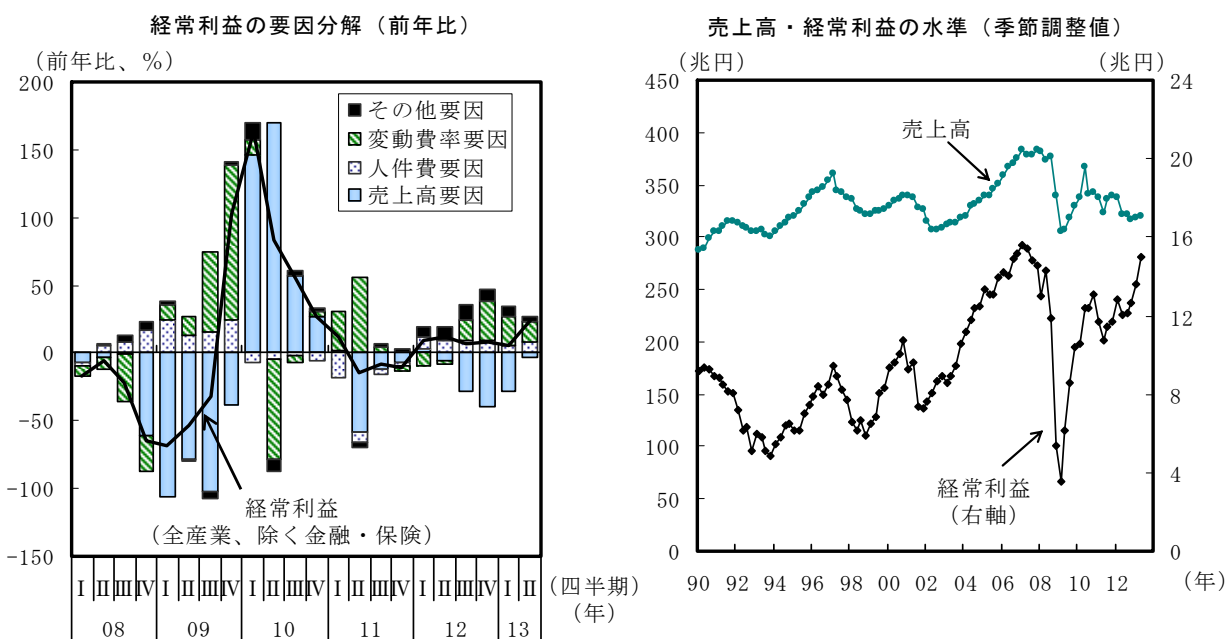 経常利益の要因分解（前年比）
（前年比、%）
200
150
100
50
0
-50
-100
-150
その他要因
変動費率要因
人件費要因
売上高要因
経常利益
（全産業、除く金融・保険）
Ⅰ Ⅱ Ⅲ Ⅳ Ⅰ Ⅱ Ⅲ Ⅳ Ⅰ Ⅱ Ⅲ Ⅳ Ⅰ Ⅱ Ⅲ Ⅳ Ⅰ Ⅱ Ⅲ Ⅳ Ⅰ Ⅱ （四半期）
08 09 10 11 12 13 （年）
売上高・経常利益の水準（季節調整値）
（兆円） （兆円）
450
400
350
300
250
200
150
100
50
0
24
20
16
12
8
4
0
売上高
経常利益
（右軸）
90 92 94 96 98 00 02 04 06 08 10 12 （年）